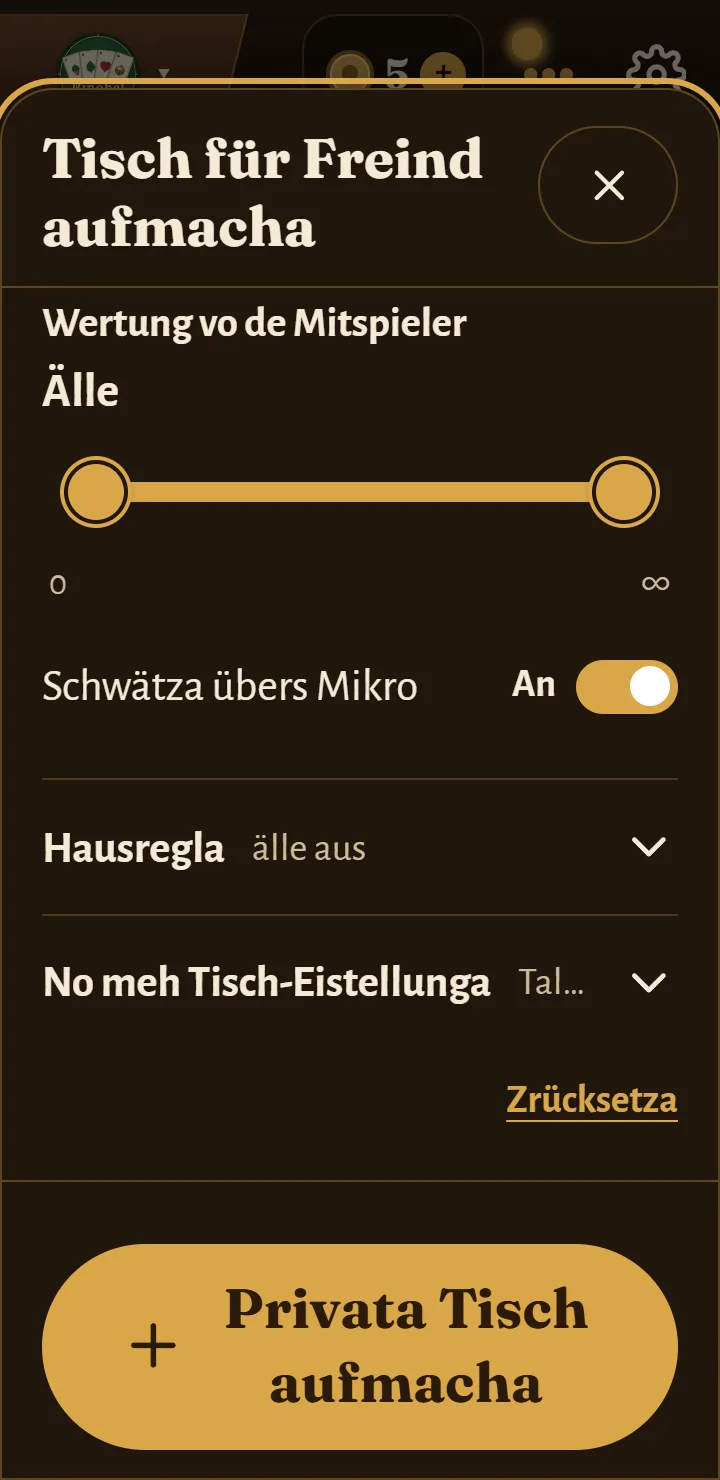 5
Tisch für Freind
aufmacha
Wertung vo de Mitspieler
Älle
0 ∞
Schwätza übers Mikro An
Hausregla älle aus
No meh Tisch-Eistellunga Tal…
Zrücksetza
Privata Tisch
aufmacha